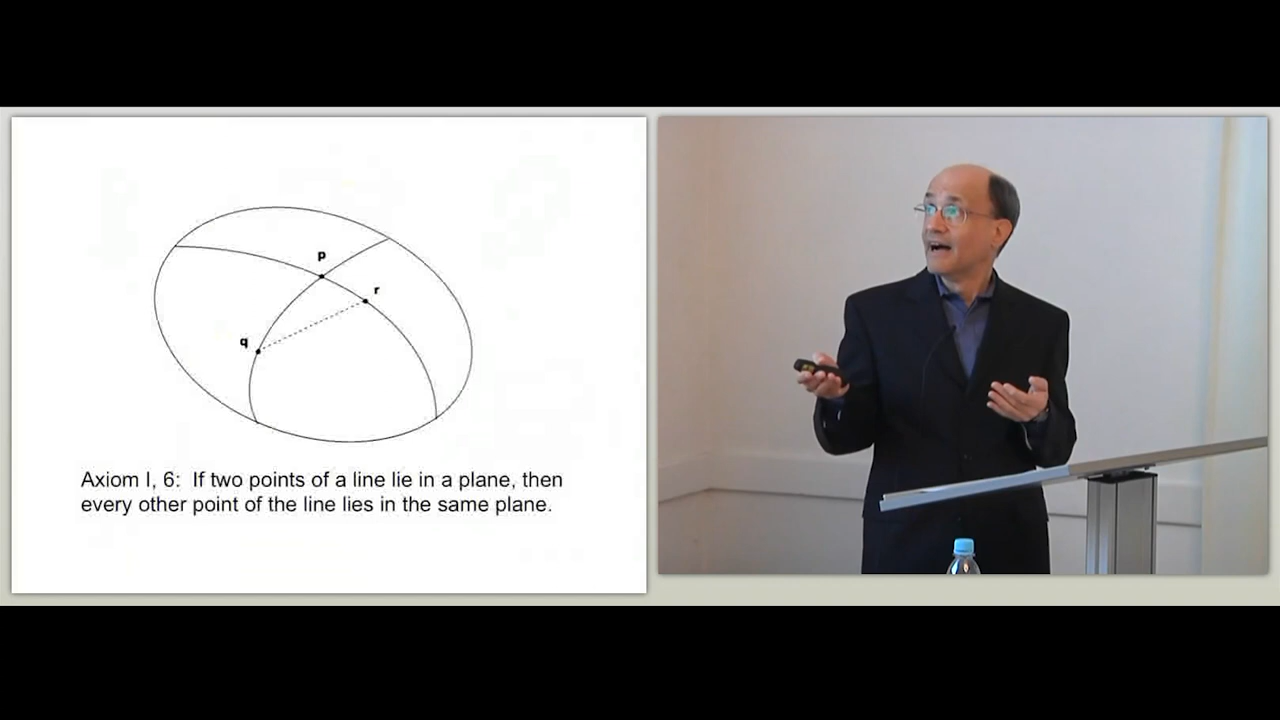 p
r
q
Axiom I, 6: If two points of a line lie in a plane, then
every other point of the line lies in the same plane.